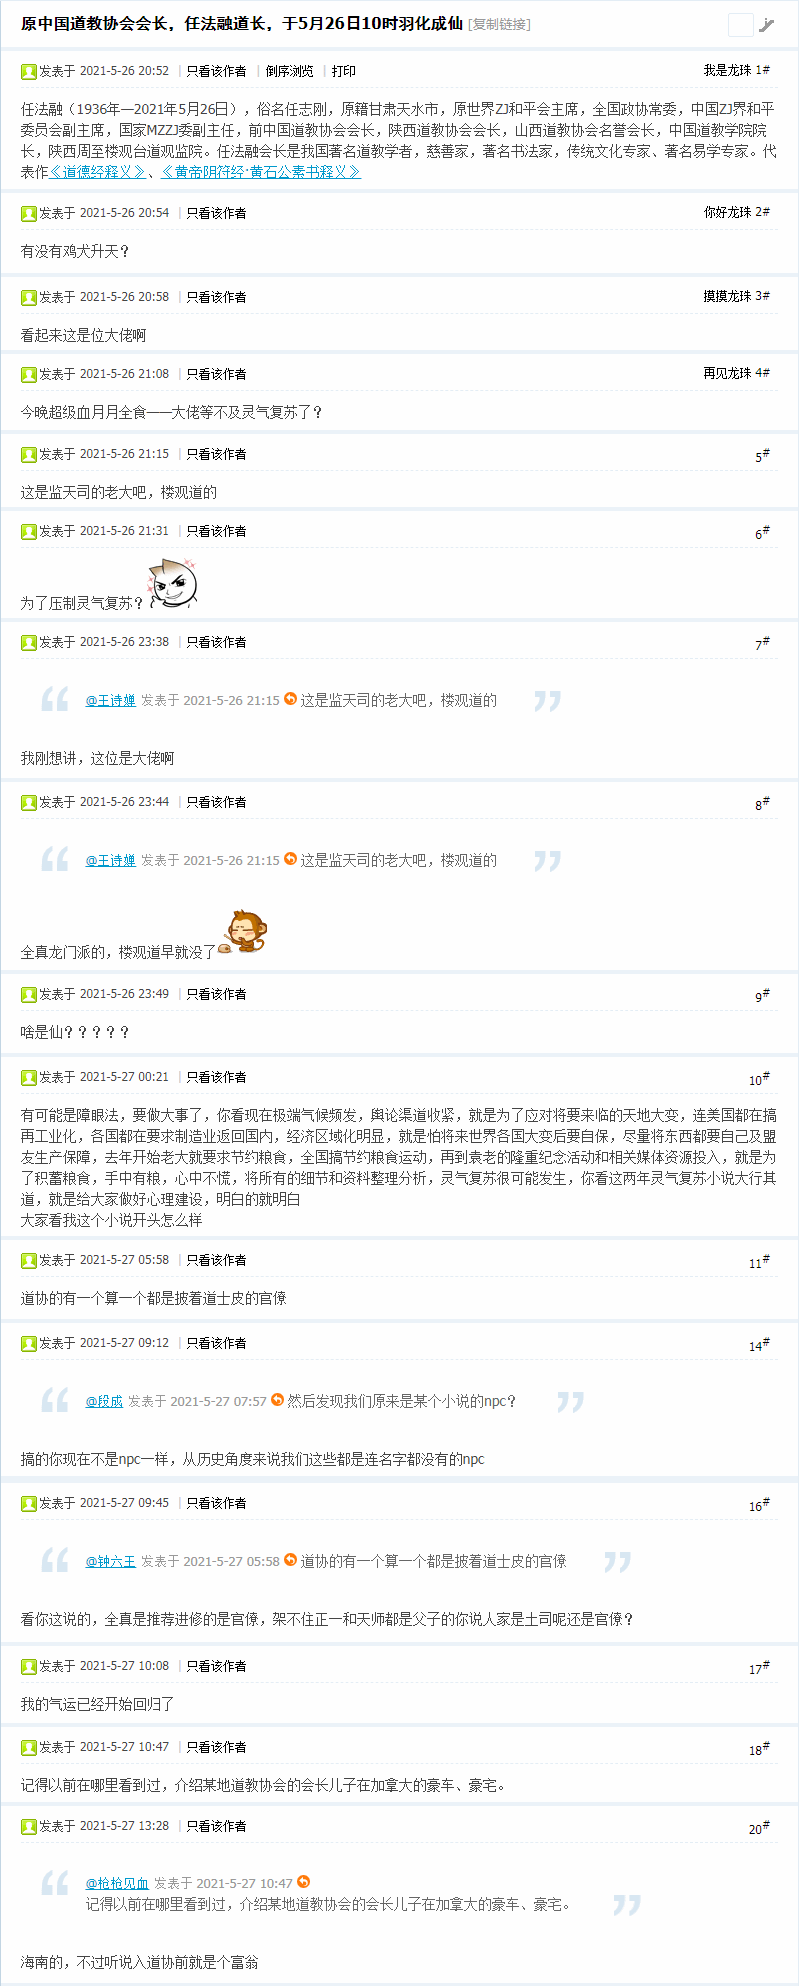 原中国道教协会会长，任法融道长，于5月26日10时羽化成仙 [复制链接]
发表于 2021-5-26 20:52 | 只看该作者 | 倒序浏览 | 打印 我是龙珠 1#
任法融（1936年—2021年5月26日），俗名任志刚，原籍甘肃天水市，原世界ZJ和平会主席，全国政协常委，中国ZJ界和平
委员会副主席，国家MZZJ委副主任，前中国道教协会会长，陕西道教协会会长，山西道教协会名誉会长，中国道教学院院
长，陕西周至楼观台道观监院。任法融会长是我国著名道教学者，慈善家，著名书法家，传统文化专家、著名易学专家。代
表作《道德经释义》、《黄帝阴符经·黄石公素书释义》
发表于 2021-5-26 20:54 | 只看该作者 你好龙珠 2#
有没有鸡犬升天？
发表于 2021-5-26 20:58 | 只看该作者 摸摸龙珠 3#
看起来这是位大佬啊
发表于 2021-5-26 21:08 | 只看该作者 再见龙珠 4#
今晚超级血月月全食——大佬等不及灵气复苏了？
发表于 2021-5-26 21:15 | 只看该作者 5#
这是监天司的老大吧，楼观道的
发表于 2021-5-26 21:31 | 只看该作者 6#
为了压制灵气复苏？
发表于 2021-5-26 23:38 | 只看该作者 7#
@王诗婵 发表于 2021-5-26 21:15 这是监天司的老大吧，楼观道的
我刚想讲，这位是大佬啊
发表于 2021-5-26 23:44 | 只看该作者 8#
@王诗婵 发表于 2021-5-26 21:15 这是监天司的老大吧，楼观道的
全真龙门派的，楼观道早就没了
发表于 2021-5-26 23:49 | 只看该作者 9#
啥是仙？？？？？
发表于 2021-5-27 00:21 | 只看该作者 10#
有可能是障眼法，要做大事了，你看现在极端气候频发，舆论渠道收紧，就是为了应对将要来临的天地大变，连美国都在搞
再工业化，各国都在要求制造业返回国内，经济区域化明显，就是怕将来世界各国大变后要自保，尽量将东西都要自己及盟
友生产保障，去年开始老大就要求节约粮食，全国搞节约粮食运动，再到袁老的隆重纪念活动和相关媒体资源投入，就是为
了积蓄粮食，手中有粮，心中不慌，将所有的细节和资料整理分析，灵气复苏很可能发生，你看这两年灵气复苏小说大行其
道，就是给大家做好心理建设，明白的就明白
大家看我这个小说开头怎么样
发表于 2021-5-27 05:58 | 只看该作者 11#
道协的有一个算一个都是披着道士皮的官僚
发表于 2021-5-27 09:12 | 只看该作者 14#
@段成 发表于 2021-5-27 07:57 然后发现我们原来是某个小说的npc？
搞的你现在不是npc一样，从历史角度来说我们这些都是连名字都没有的npc
发表于 2021-5-27 09:45 | 只看该作者 16#
@钟六王 发表于 2021-5-27 05:58 道协的有一个算一个都是披着道士皮的官僚
看你这说的，全真是推荐进修的是官僚，架不住正一和天师都是父子的你说人家是土司呢还是官僚？
发表于 2021-5-27 10:08 | 只看该作者 17#
我的气运已经开始回归了
发表于 2021-5-27 10:47 | 只看该作者 18#
记得以前在哪里看到过，介绍某地道教协会的会长儿子在加拿大的豪车、豪宅。
发表于 2021-5-27 13:28 | 只看该作者 20#
@枪枪见血 发表于 2021-5-27 10:47
记得以前在哪里看到过，介绍某地道教协会的会长儿子在加拿大的豪车、豪宅。
海南的，不过听说入道协前就是个富翁